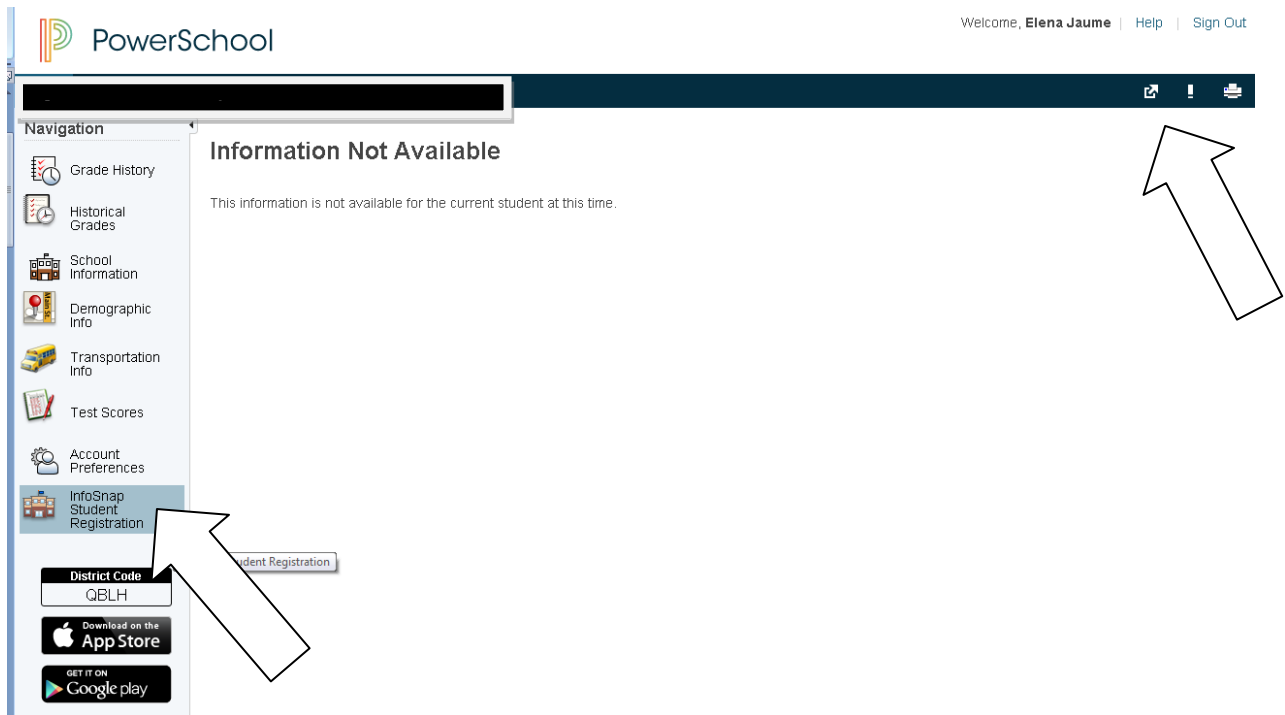 PowerSchool
Welcome, Elena Jaume | Help | Sign Out
Navigation
Grade History
Historical
Grades
School
Information
Demographic
Info
Transportation
Info
Test Scores
Account
Preferences
InfoSnap
Student
Registration
District Code
QBLH
Download on the
App Store
GET IT ON
Google play
Information Not Available
This information is not available for the current student at this time.
Registration
Main St.